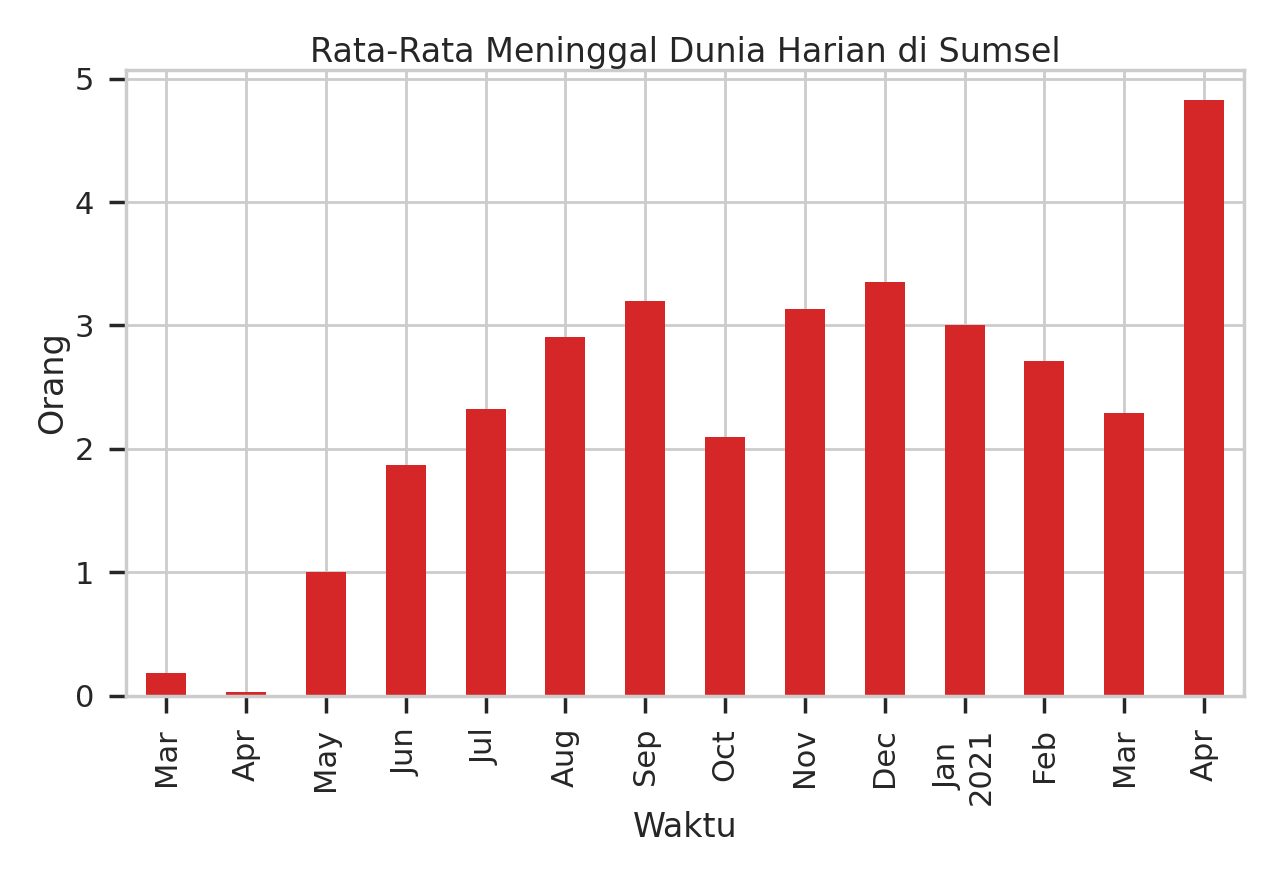 Rata-Rata Meninggal Dunia Harian di Sumsel
5
4
3
2
1
0
Orang
Mar
Apr
May
Jun
Jul
Aug
Sep
Oct
Nov
Dec
Jan
2021
Feb
Mar
Apr
Waktu